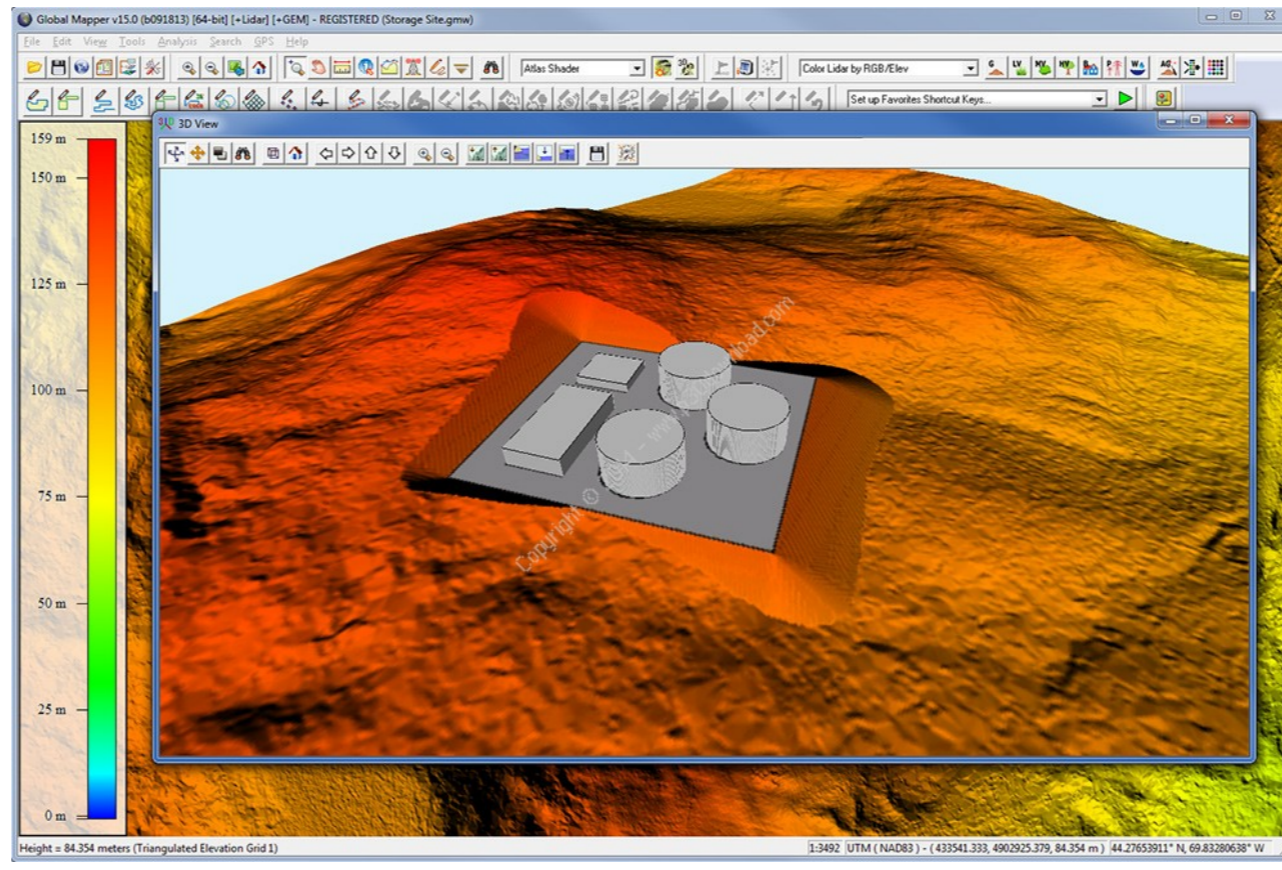 Global Mapper v15.0 (b091813) [64-bit] [+Lidar] [+GEM] - REGISTERED (Storage Site.gmw)
File Edit View Tools Analysis Search GPS Help
Atlas Shader
Color Lidar by RGB/Elev
Set up Favorites Shortcut Keys...
3D View
159 m
150 m
125 m
100 m
75 m
50 m
25 m
0 m
Copyright ©
Height = 84.354 meters (Triangulated Elevation Grid 1)
1:3492 UTM ( NAD83 ) - ( 433541.333, 4902925.379, 84.354 m ) 44.27653911° N, 69.83280638° W